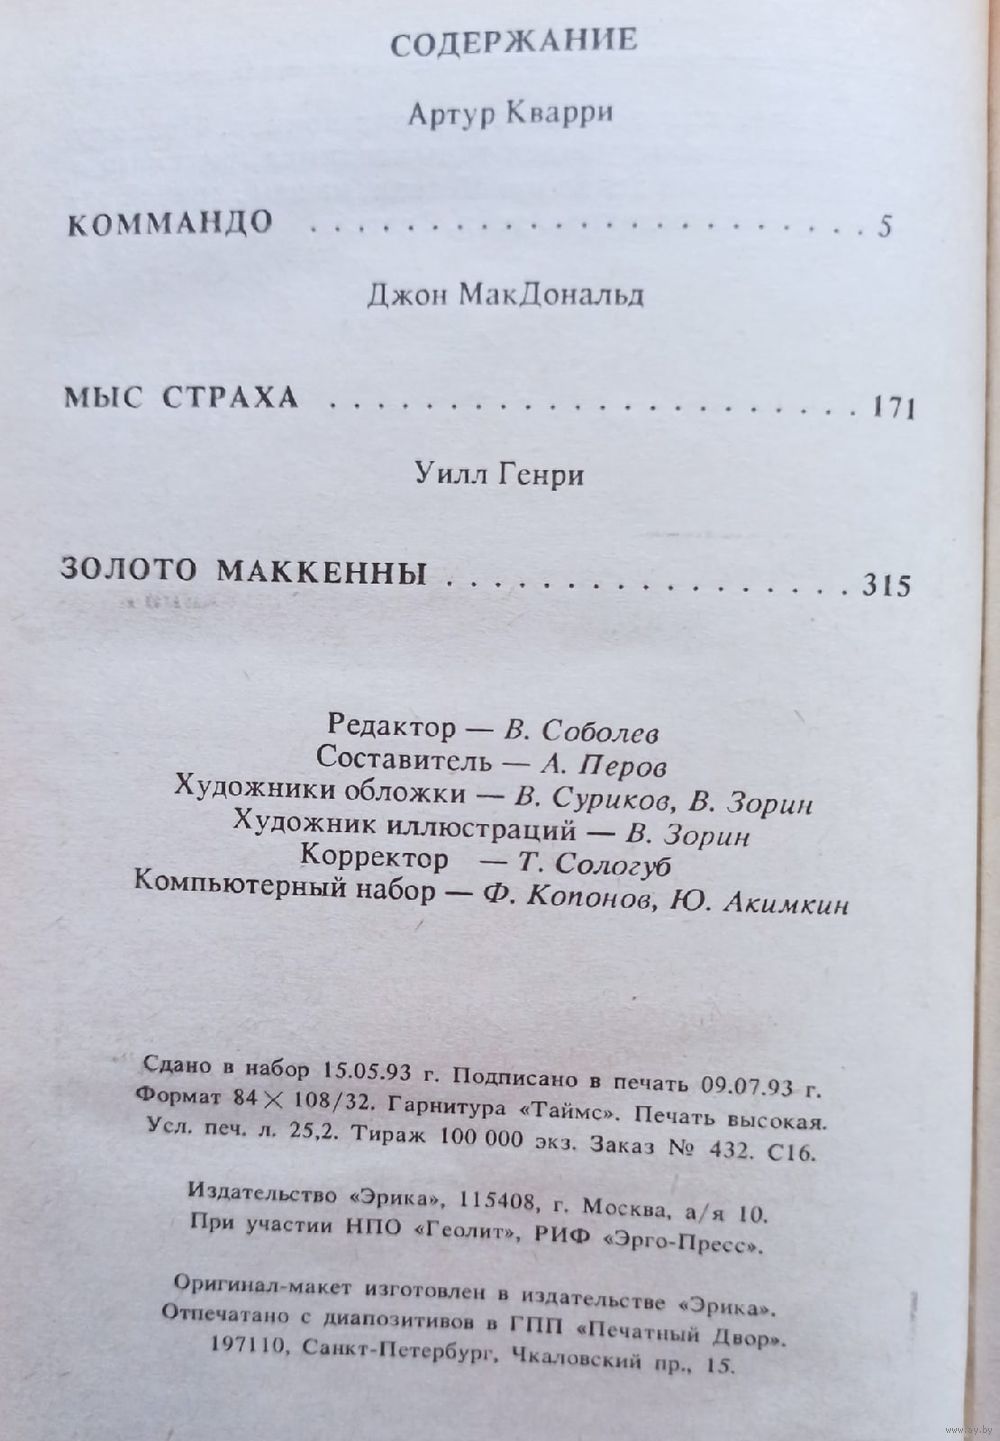 СОДЕРЖАНИЕ
Артур Кварри
КОММАНДО . . . . . . . . . . . . . . . . . . . . . . . . 5
Джон МакДональд
МЫС СТРАХА . . . . . . . . . . . . . . . . . . . . . . . 171
Уилл Генри
ЗОЛОТО МАККЕННЫ . . . . . . . . . . . . . . . . . 315
Редактор — В. Соболев
Составитель — А. Перов
Художники обложки — В. Суриков, В. Зорин
Художник иллюстраций — В. Зорин
Корректор — Т. Сологуб
Компьютерный набор — Ф. Копонов, Ю. Акимкин
Сдано в набор 15.05.93 г. Подписано в печать 09.07.93 г.
Формат 84×108/32. Гарнитура «Таймс». Печать высокая.
Усл. печ. л. 25,2. Тираж 100 000 экз. Заказ № 432. С16.
Издательство «Эрика», 115408, г. Москва, а/я 10.
При участии НПО «Геолит», РИФ «Эрго-Пресс».
Оригинал-макет изготовлен в издательстве «Эрика».
Отпечатано с диапозитивов в ГПП «Печатный Двор».
197110, Санкт-Петербург, Чкаловский пр., 15.
www.ay.by